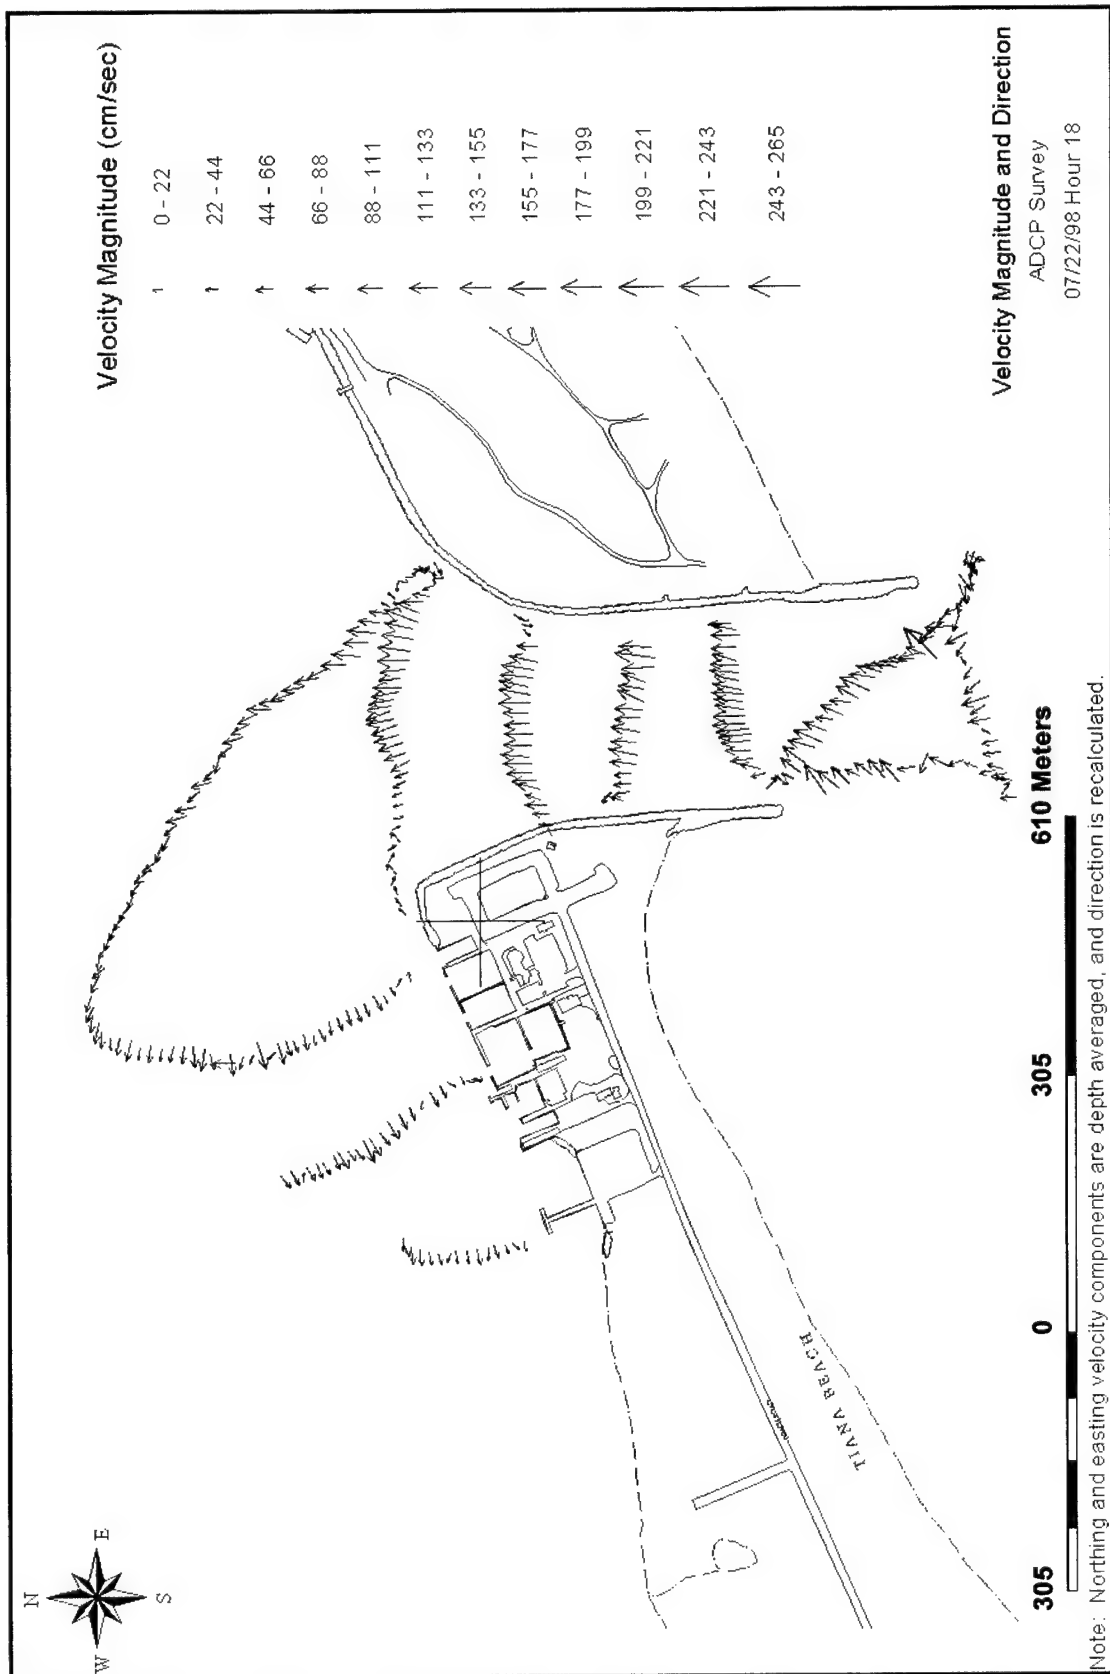 N
W E
S
Velocity Magnitude (cm/sec)
0 - 22
22 - 44
44 - 66
66 - 88
88 - 111
111 - 133
133 - 155
155 - 177
177 - 199
199 - 221
221 - 243
243 - 265
TIANA BEACH
Velocity Magnitude and Direction
ADCP Survey
07/22/98 Hour 18
305 0 305 610 Meters
Note: Northing and easting velocity components are depth averaged, and direction is recalculated.